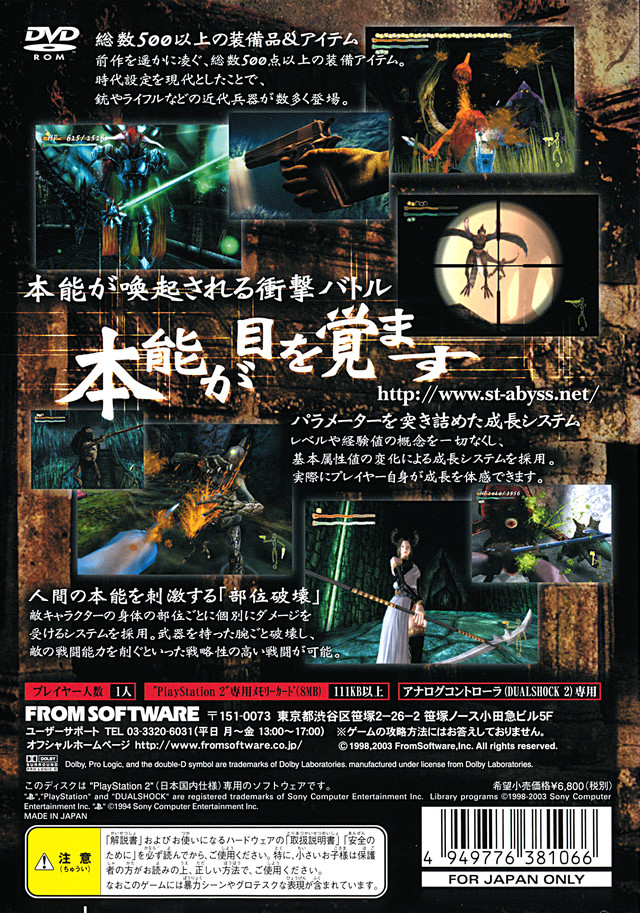 DVD
ROM
総数500以上の装備品&アイテム
前作を遥かに凌ぐ、総数500点以上の装備アイテム。
時代設定を現代としたことで、
銃やライフルなどの近代兵器が数多く登場。
625/2526
本能が喚起される衝撃バトル
本能が目を覚ます
http://www.st-abyss.net/
パラメーターを突き詰めた成長システム
レベルや経験値の概念を一切なくし、
基本属性値の変化による成長システムを採用。
実際にプレイヤー自身が成長を体感できます。
人間の本能を刺激する「部位破壊」
敵キャラクターの身体の部位ごとに個別にダメージを
受けるシステムを採用。武器を持った腕ごと破壊し、
敵の戦闘能力を削ぐといった戦略性の高い戦闘が可能。
プレイヤー人数 1人 "PlayStation 2"専用メモリーカード(8MB) 111KB以上 アナログコントローラ(DUALSHOCK 2)専用
FROM SOFTWARE 〒151-0073 東京都渋谷区笹塚2-26-2 笹塚ノース小田急ビル5F
ユーザーサポート TEL 03-3320-6031(平日 月〜金 13:00〜17:00) ※ゲームの攻略方法にはお答えしておりません。
オフィシャルホームページ http://www.fromsoftware.co.jp/ ©1998,2003 FromSoftware,Inc. All rights reserved.
DOLBY SURROUND PRO LOGIC II Dolby, Pro Logic, and the double-D symbol are trademarks of Dolby Laboratories. manufactured under license from Dolby Laboratories.
このディスクは "PlayStation 2" (日本国内仕様) 専用のソフトウェアです。 希望小売価格¥6,800(税別)
"PS","PlayStation" and "DUALSHOCK" are registered trademarks of Sony Computer Entertainment Inc. Library programs ©1998-2003 Sony Computer
Entertainment Inc. "PS" ©1994 Sony Computer Entertainment Inc.
MADE IN JAPAN
注意
(ちゅうい)
「解説書」およびお使いになるハードウェアの「取扱説明書」「安全の
ために」を必ず読んでから、ご使用ください。特に、小さいお子様は保護
者の方がお読みの上、正しい方法で、ご使用ください。
なおこのゲームには暴力シーンやグロテスクな表現が含まれています。
4 949776 381066
FOR JAPAN ONLY